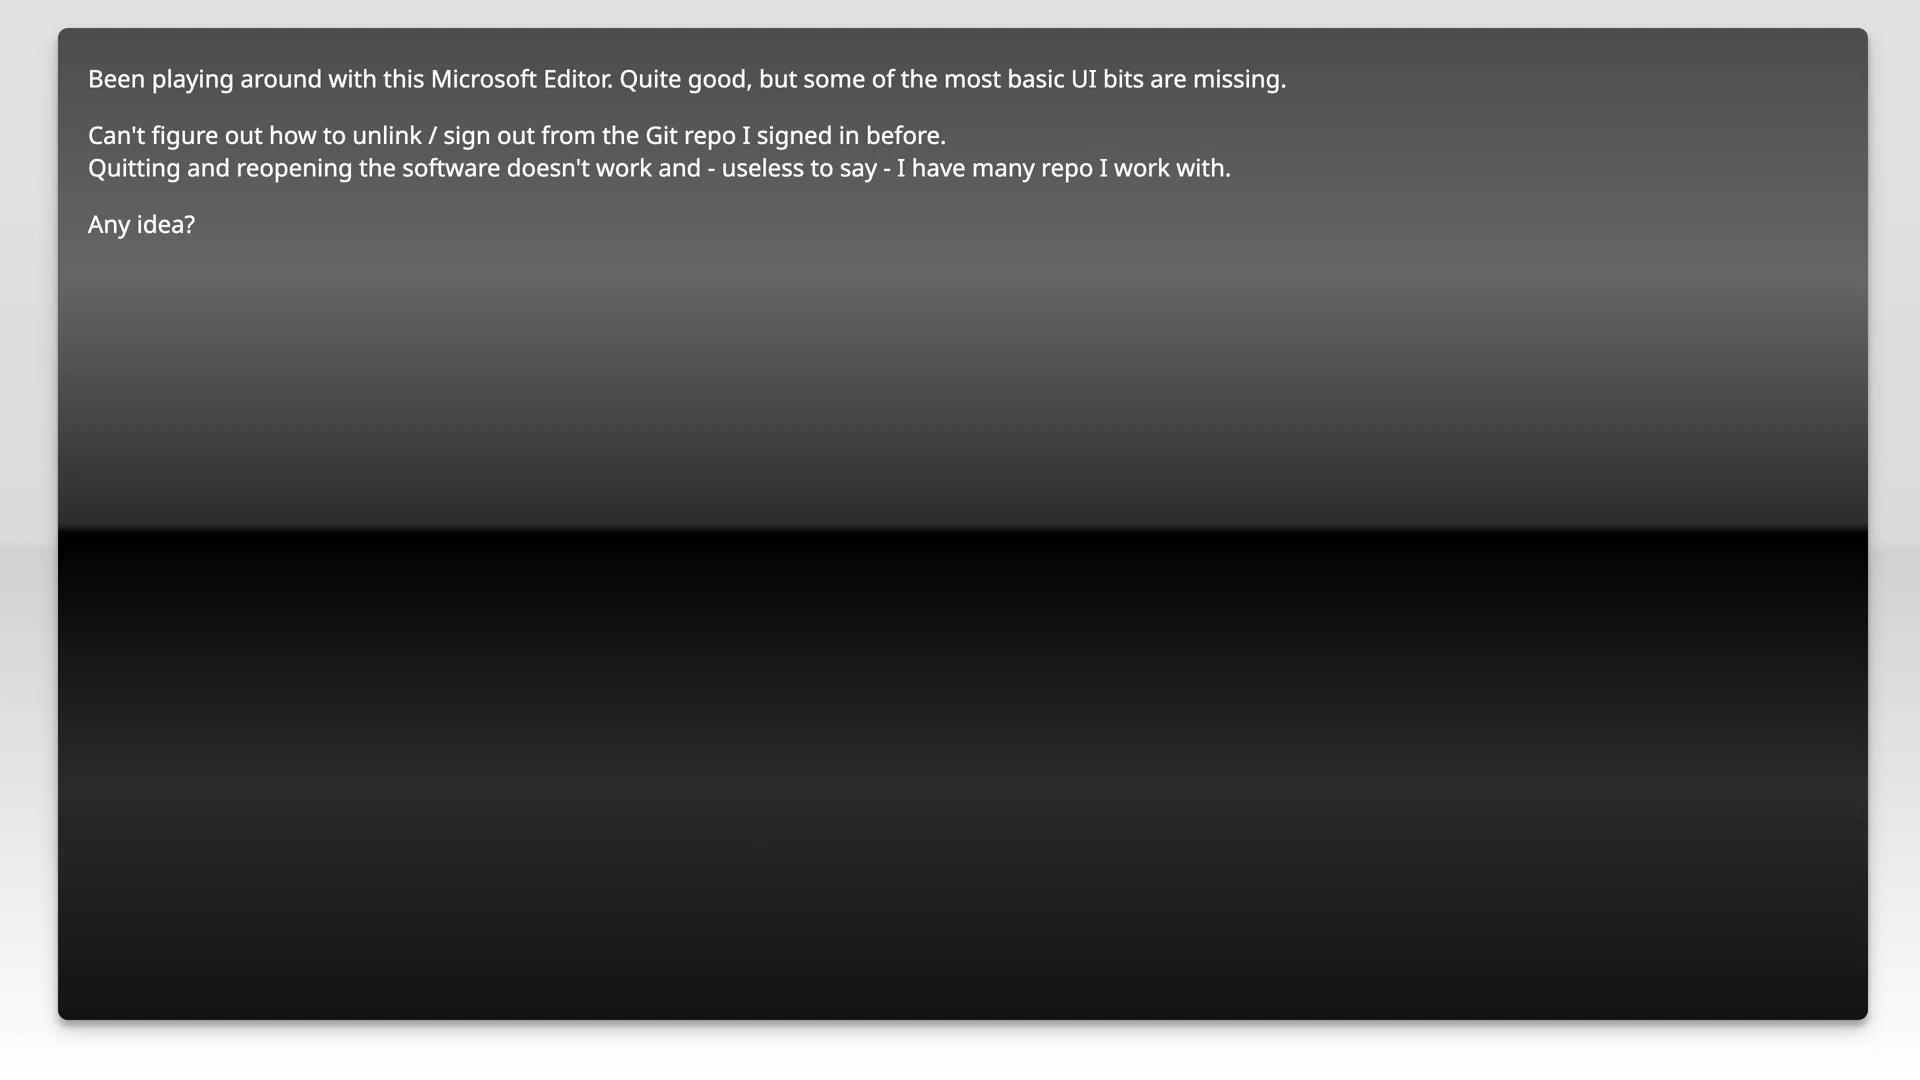 Been playing around with this Microsoft Editor. Quite good, but some of the most basic UI bits are missing.
Can't figure out how to unlink / sign out from the Git repo I signed in before.
Quitting and reopening the software doesn't work and - useless to say - I have many repo I work with.
Any idea?